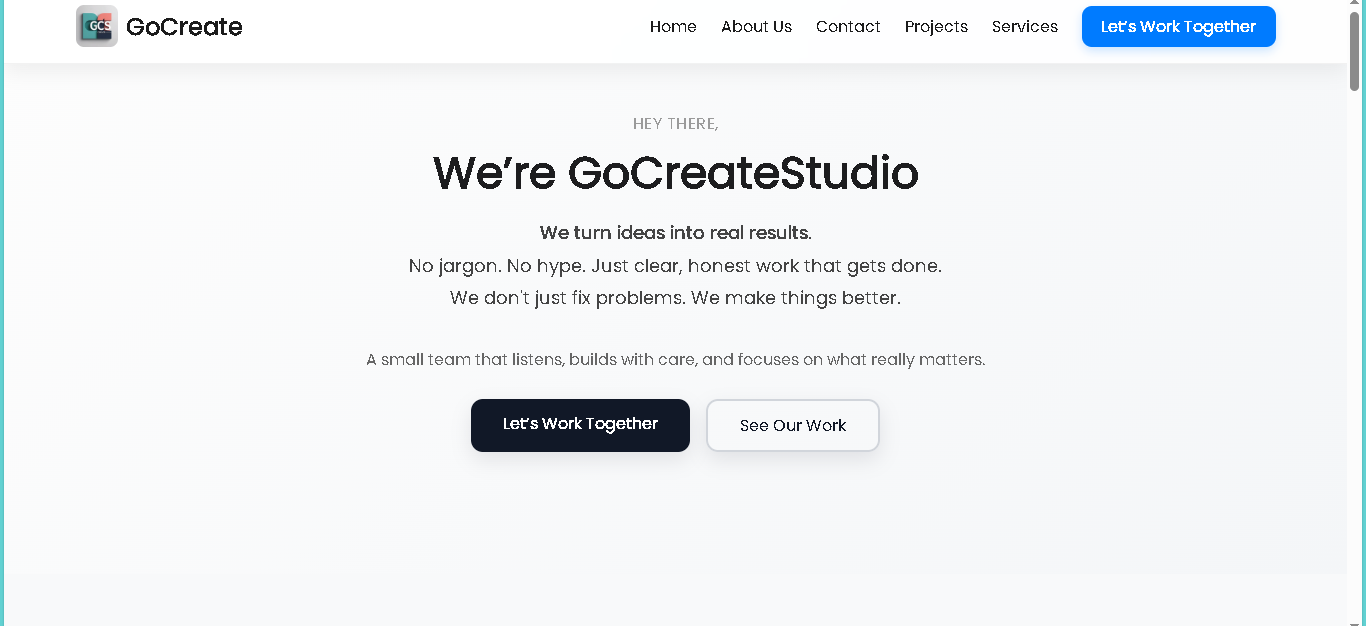 GCS
GoCreate
Home
About Us
Contact
Projects
Services
Let’s Work Together
HEY THERE,
We’re GoCreateStudio
We turn ideas into real results.
No jargon. No hype. Just clear, honest work that gets done.
We don't just fix problems. We make things better.
A small team that listens, builds with care, and focuses on what really matters.
Let’s Work Together
See Our Work